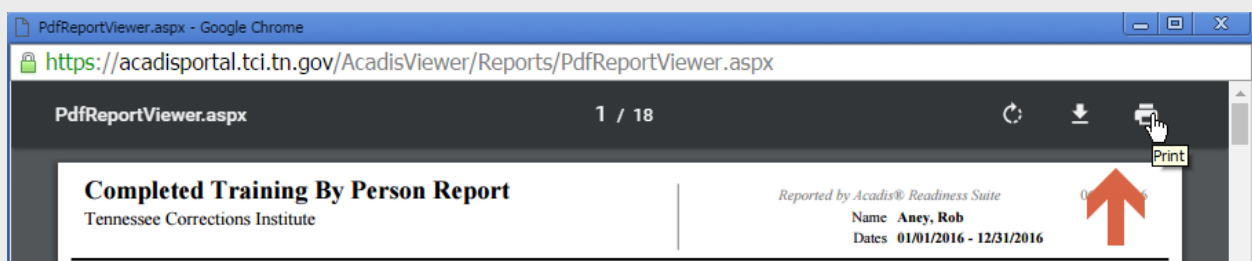 PdfReportViewer.aspx - Google Chrome
https://acadisportal.tci.tn.gov/AcadisViewer/Reports/PdfReportViewer.aspx
PdfReportViewer.aspx 1 / 18
Print
Completed Training By Person Report
Tennessee Corrections Institute
Reported by Acadis® Readiness Suite
Name Aney, Rob
Dates 01/01/2016 - 12/31/2016